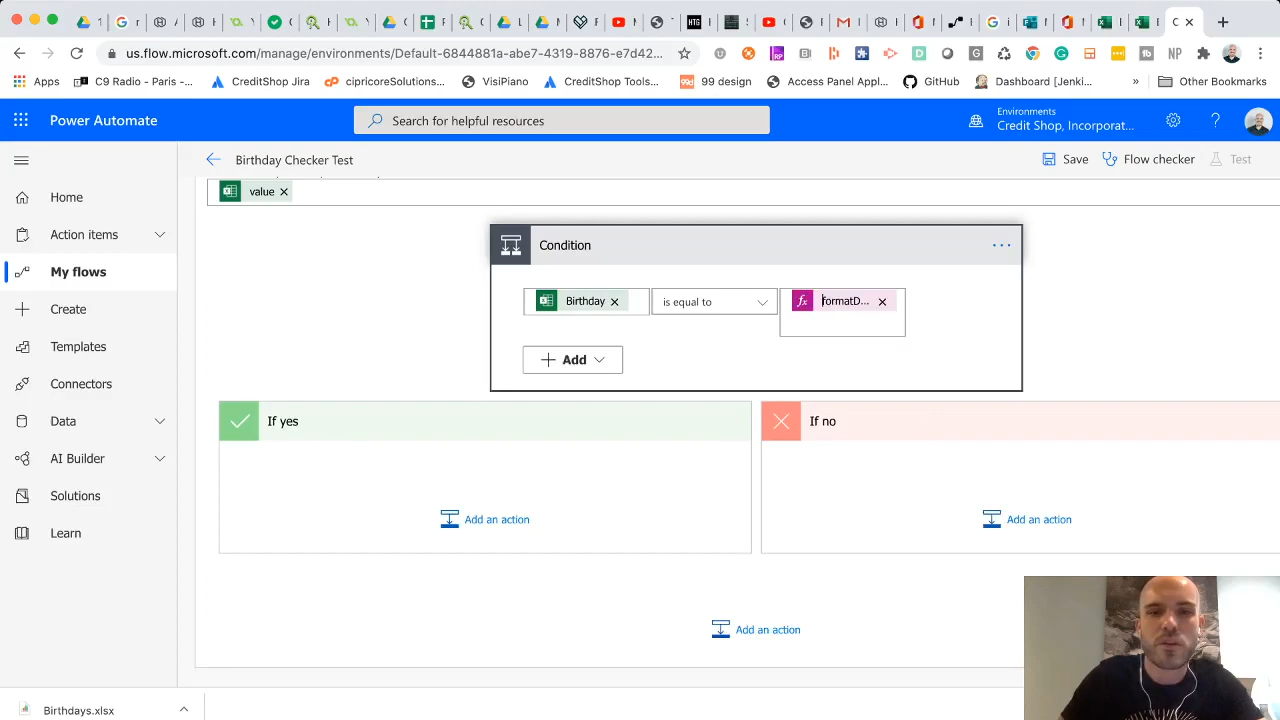 us.flow.microsoft.com/manage/environments/Default-6844881a-abe7-4319-8876-e7d42...
Apps
C9 Radio - Paris -...
CreditShop Jira
cipricoreSolutions...
VisiPiano
CreditShop Tools...
99 design
Access Panel Appl...
GitHub
Dashboard [Jenki...
»
Other Bookmarks
Power Automate
Search for helpful resources
Environments
Credit Shop, Incorporat...
Birthday Checker Test
Save
Flow checker
Test
Home
Action items
My flows
Create
Templates
Connectors
Data
AI Builder
Solutions
Learn
value
Condition
Birthday
is equal to
formatD...
Add
If yes
If no
Add an action
Add an action
Add an action
Birthdays.xlsx